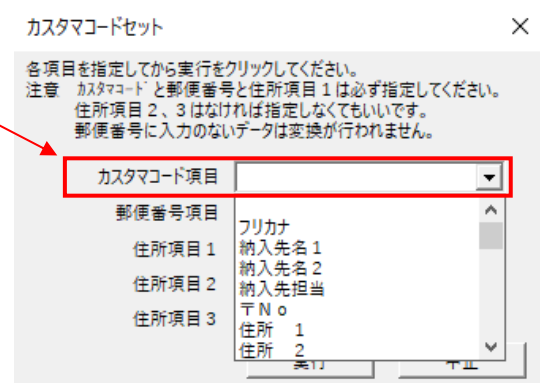 カスタマコードセット
各項目を指定してから実行をクリックしてください。
注意　ｶｽﾀﾏｺｰﾄﾞと郵便番号と住所項目１は必ず指定してください。
住所項目２、３はなければ指定しなくてもいいです。
郵便番号に入力のないデータは変換が行われません。
カスタマコード項目
郵便番号項目
フリカナ
住所項目１
納入先名１
納入先名２
住所項目２
納入先担当
〒Ｎｏ
住所項目３
住所　１
住所　２
実行
中止